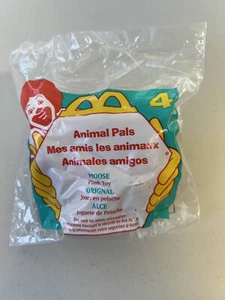 4
Animal Pals
Mes amis les animaux
Animales amigos
MOOSE
Plush Toy
ORIGNAL
Jouet en peluche
ALCE
Juguete de Peluche